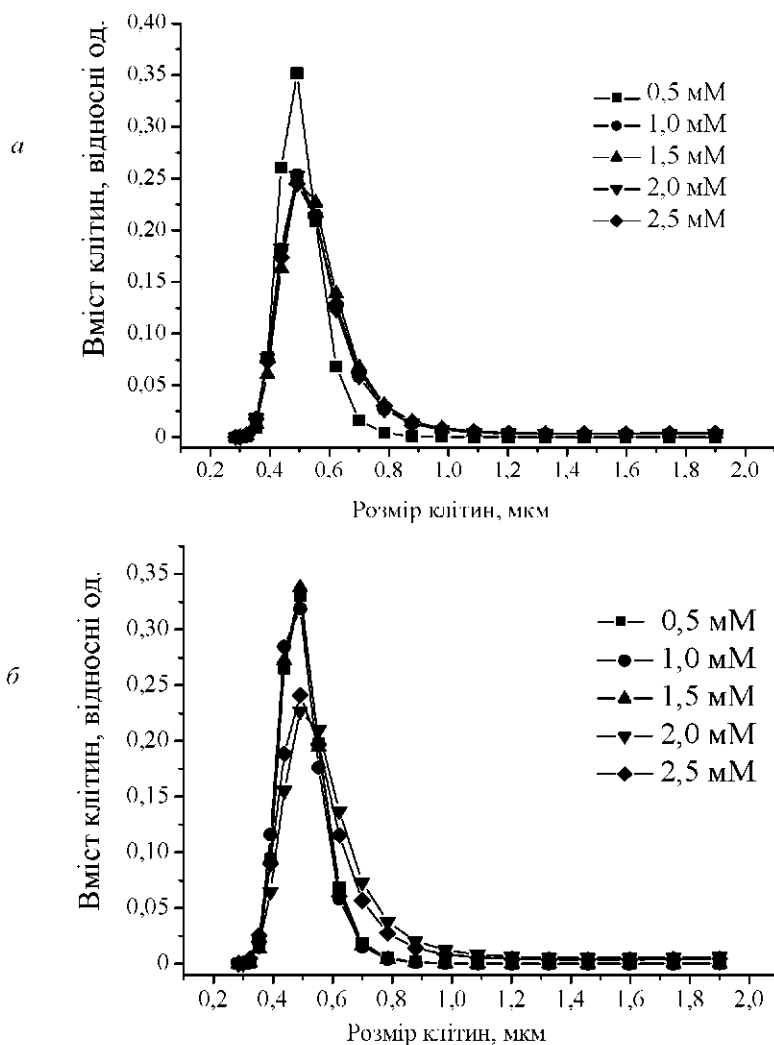 а
Вміст клітин, відносні од.
0,40
0,35
0,30
0,25
0,20
0,15
0,10
0,05
0
0,5 мМ
1,0 мМ
1,5 мМ
2,0 мМ
2,5 мМ
0,2 0,4 0,6 0,8 1,0 1,2 1,4 1,6 1,8 2,0
Розмір клітин, мкм
б
Вміст клітин, відносні од.
0,35
0,30
0,25
0,20
0,15
0,10
0,05
0
0,5 мМ
1,0 мМ
1,5 мМ
2,0 мМ
2,5 мМ
0,2 0,4 0,6 0,8 1,0 1,2 1,4 1,6 1,8 2,0
Розмір клітин, мкм